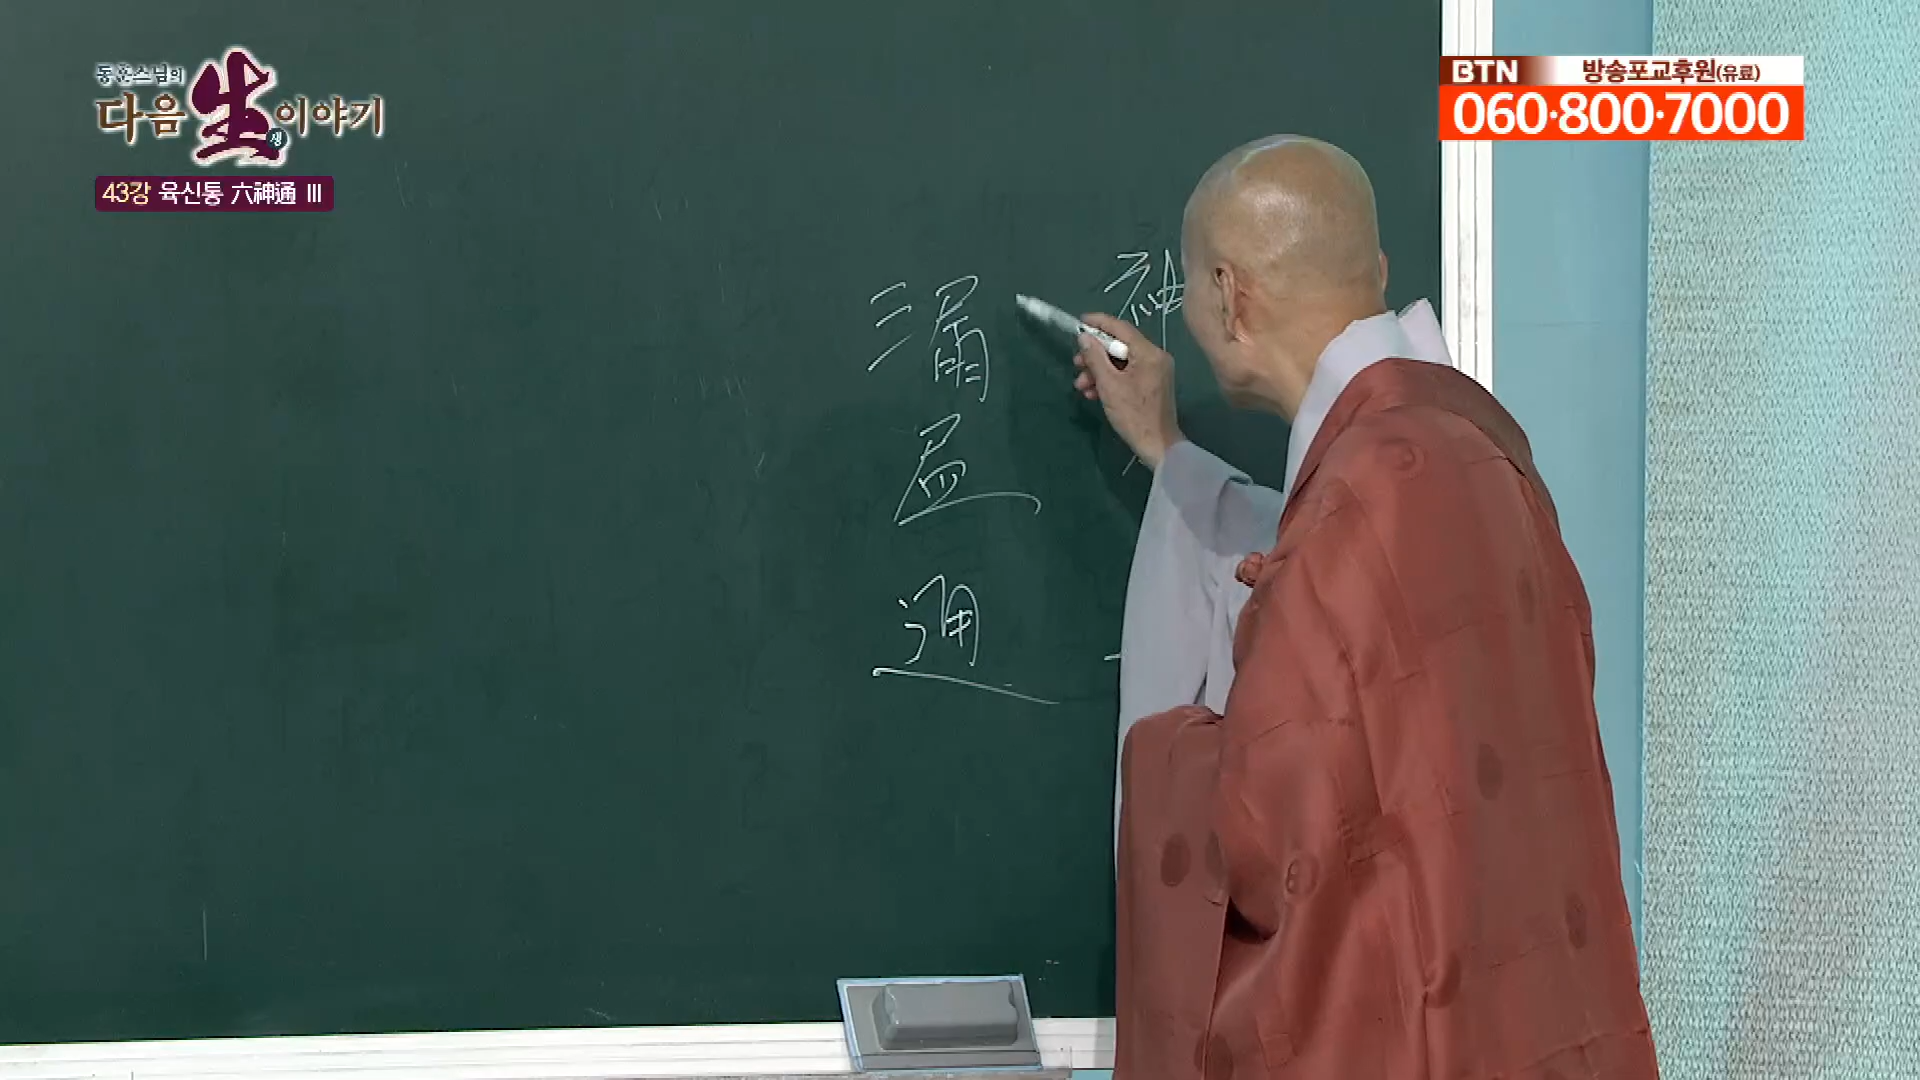 동훈스님의
다음 生 이야기
생
43강 육신통 六神通 III
BTN 방송포교후원(유료)
060·800·7000
神
漏
盡
通